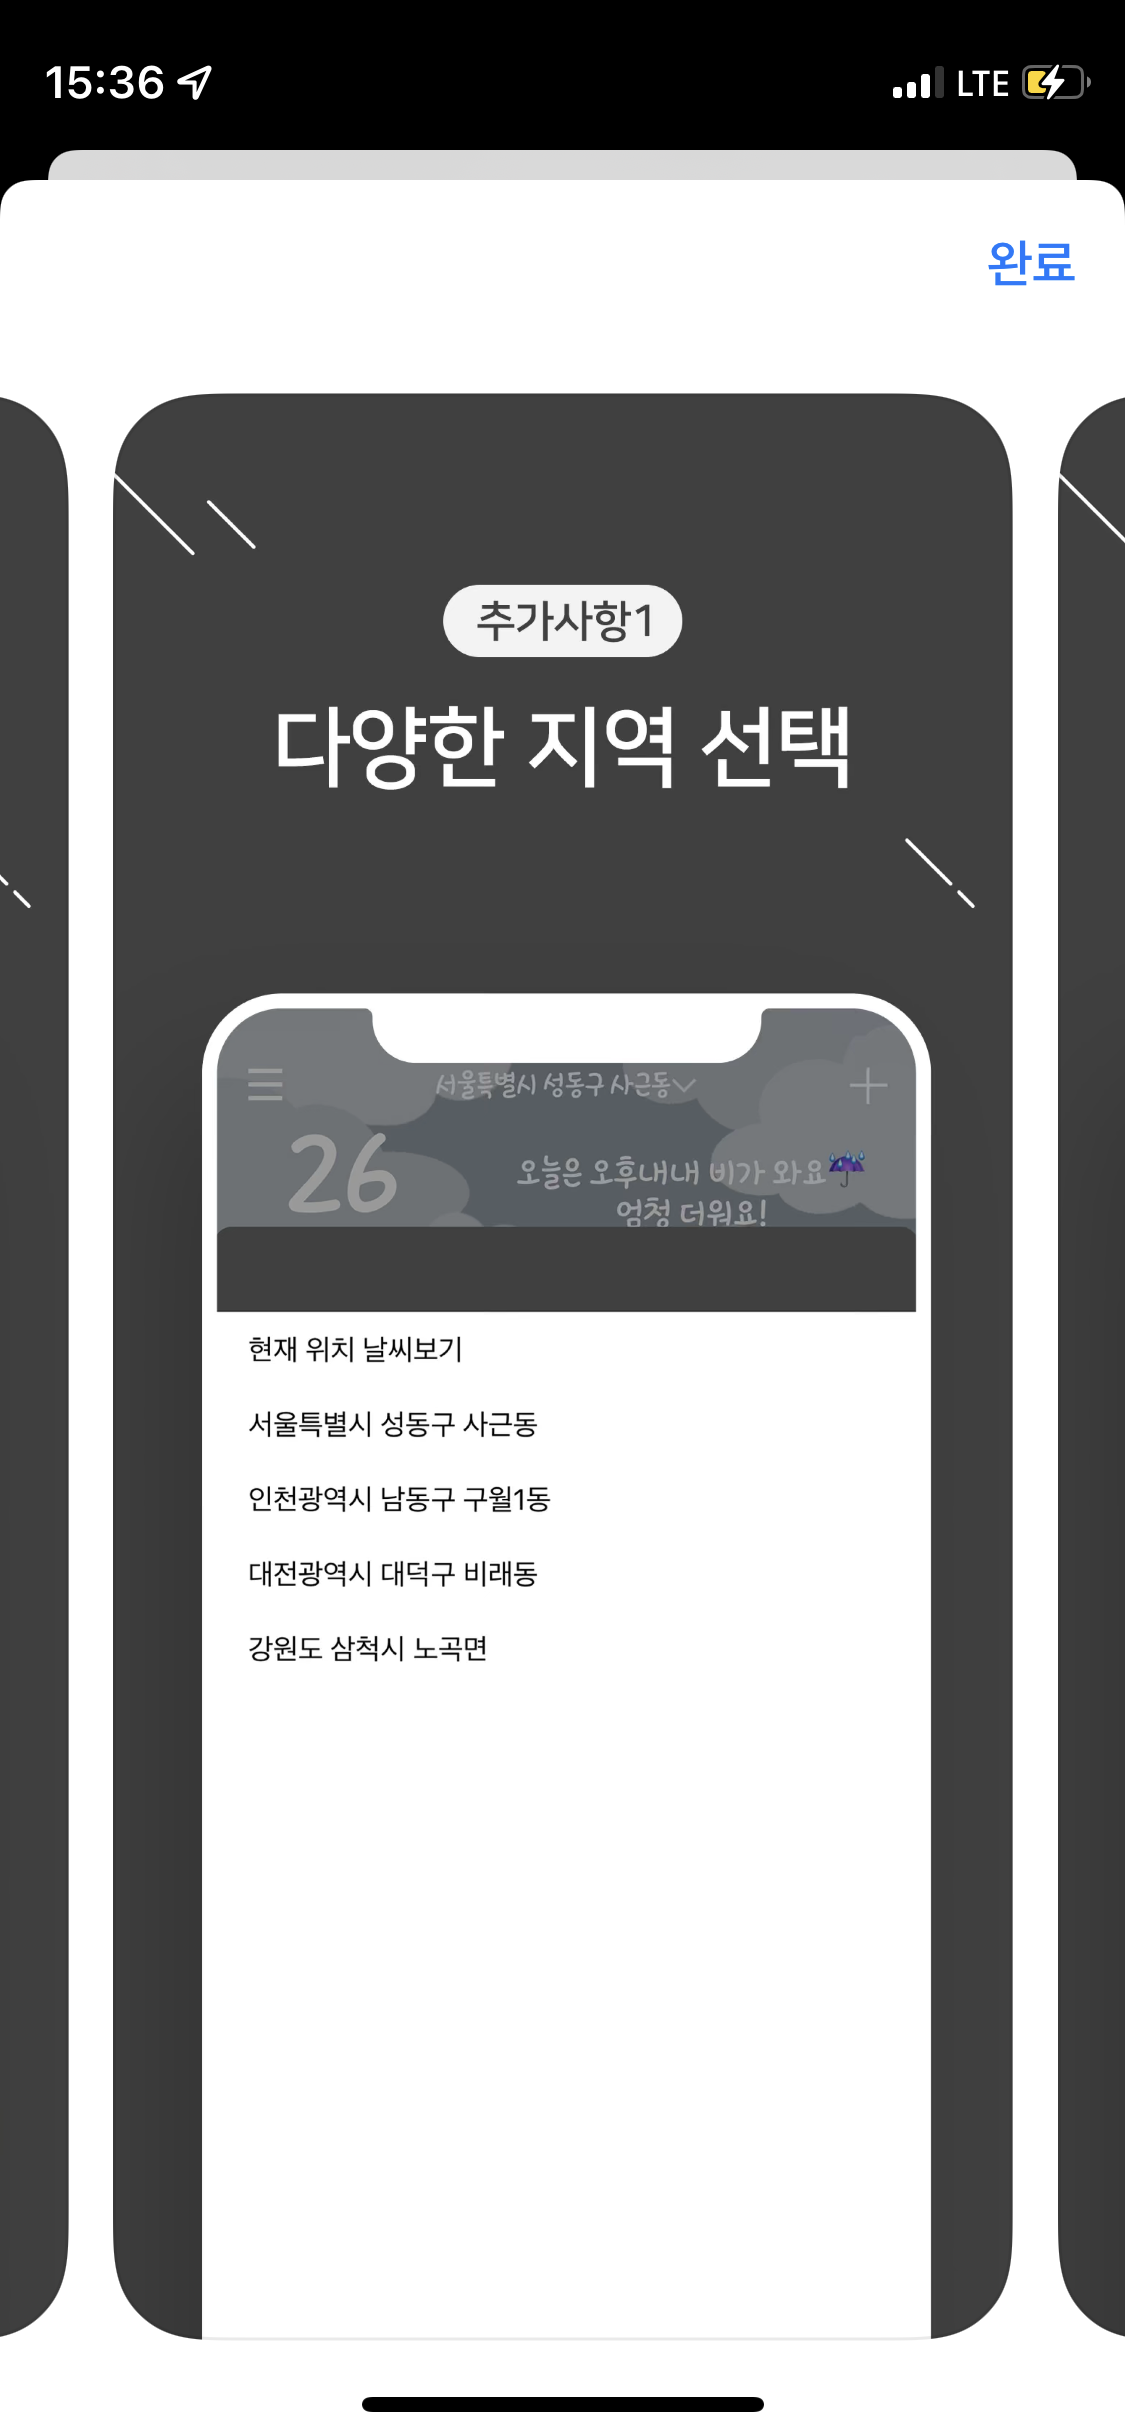 15:36
LTE
완료
추가사항1
다양한 지역 선택
서울특별시 성동구 사근동
26
오늘은 오후내내 비가 와요☔
엄청 더워요!
현재 위치 날씨보기
서울특별시 성동구 사근동
인천광역시 남동구 구월1동
대전광역시 대덕구 비래동
강원도 삼척시 노곡면